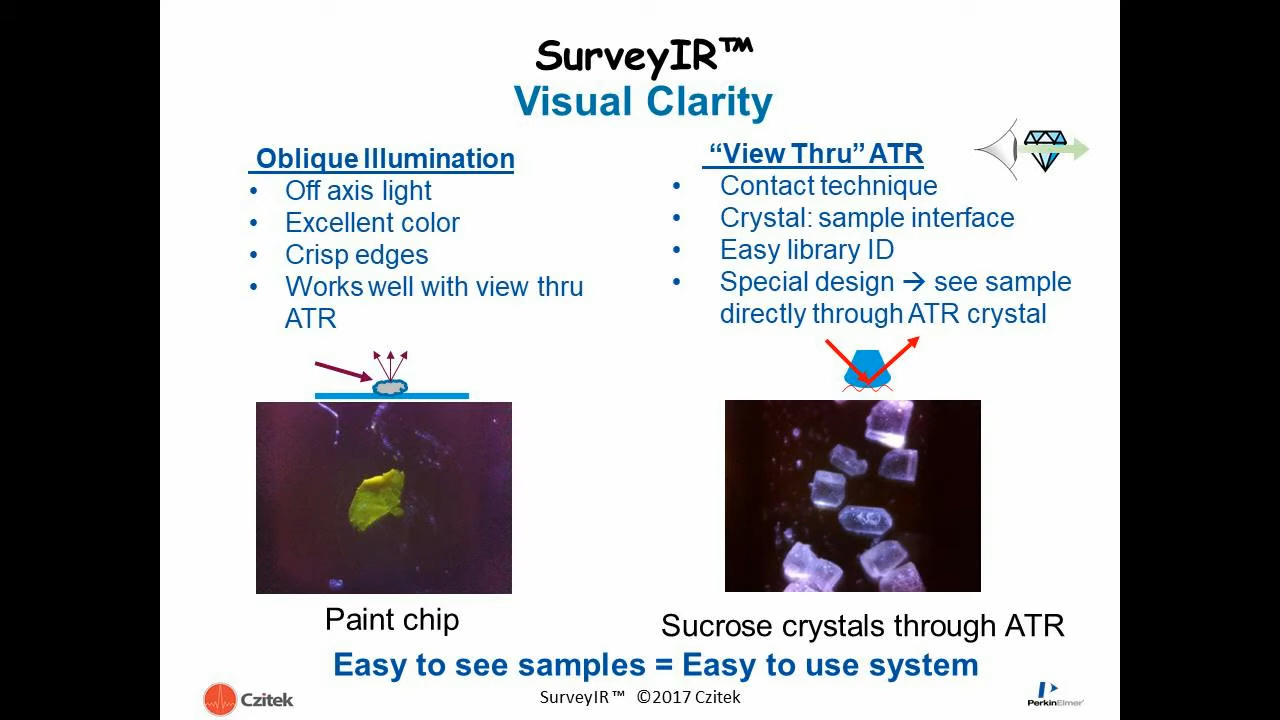 SurveyIR™
Visual Clarity
Oblique Illumination
• Off axis light
• Excellent color
• Crisp edges
• Works well with view thru
ATR
“View Thru” ATR
• Contact technique
• Crystal: sample interface
• Easy library ID
• Special design → see sample
directly through ATR crystal
Paint chip
Sucrose crystals through ATR
Easy to see samples = Easy to use system
Czitek
SurveyIR™ ©2017 Czitek
PerkinElmer®